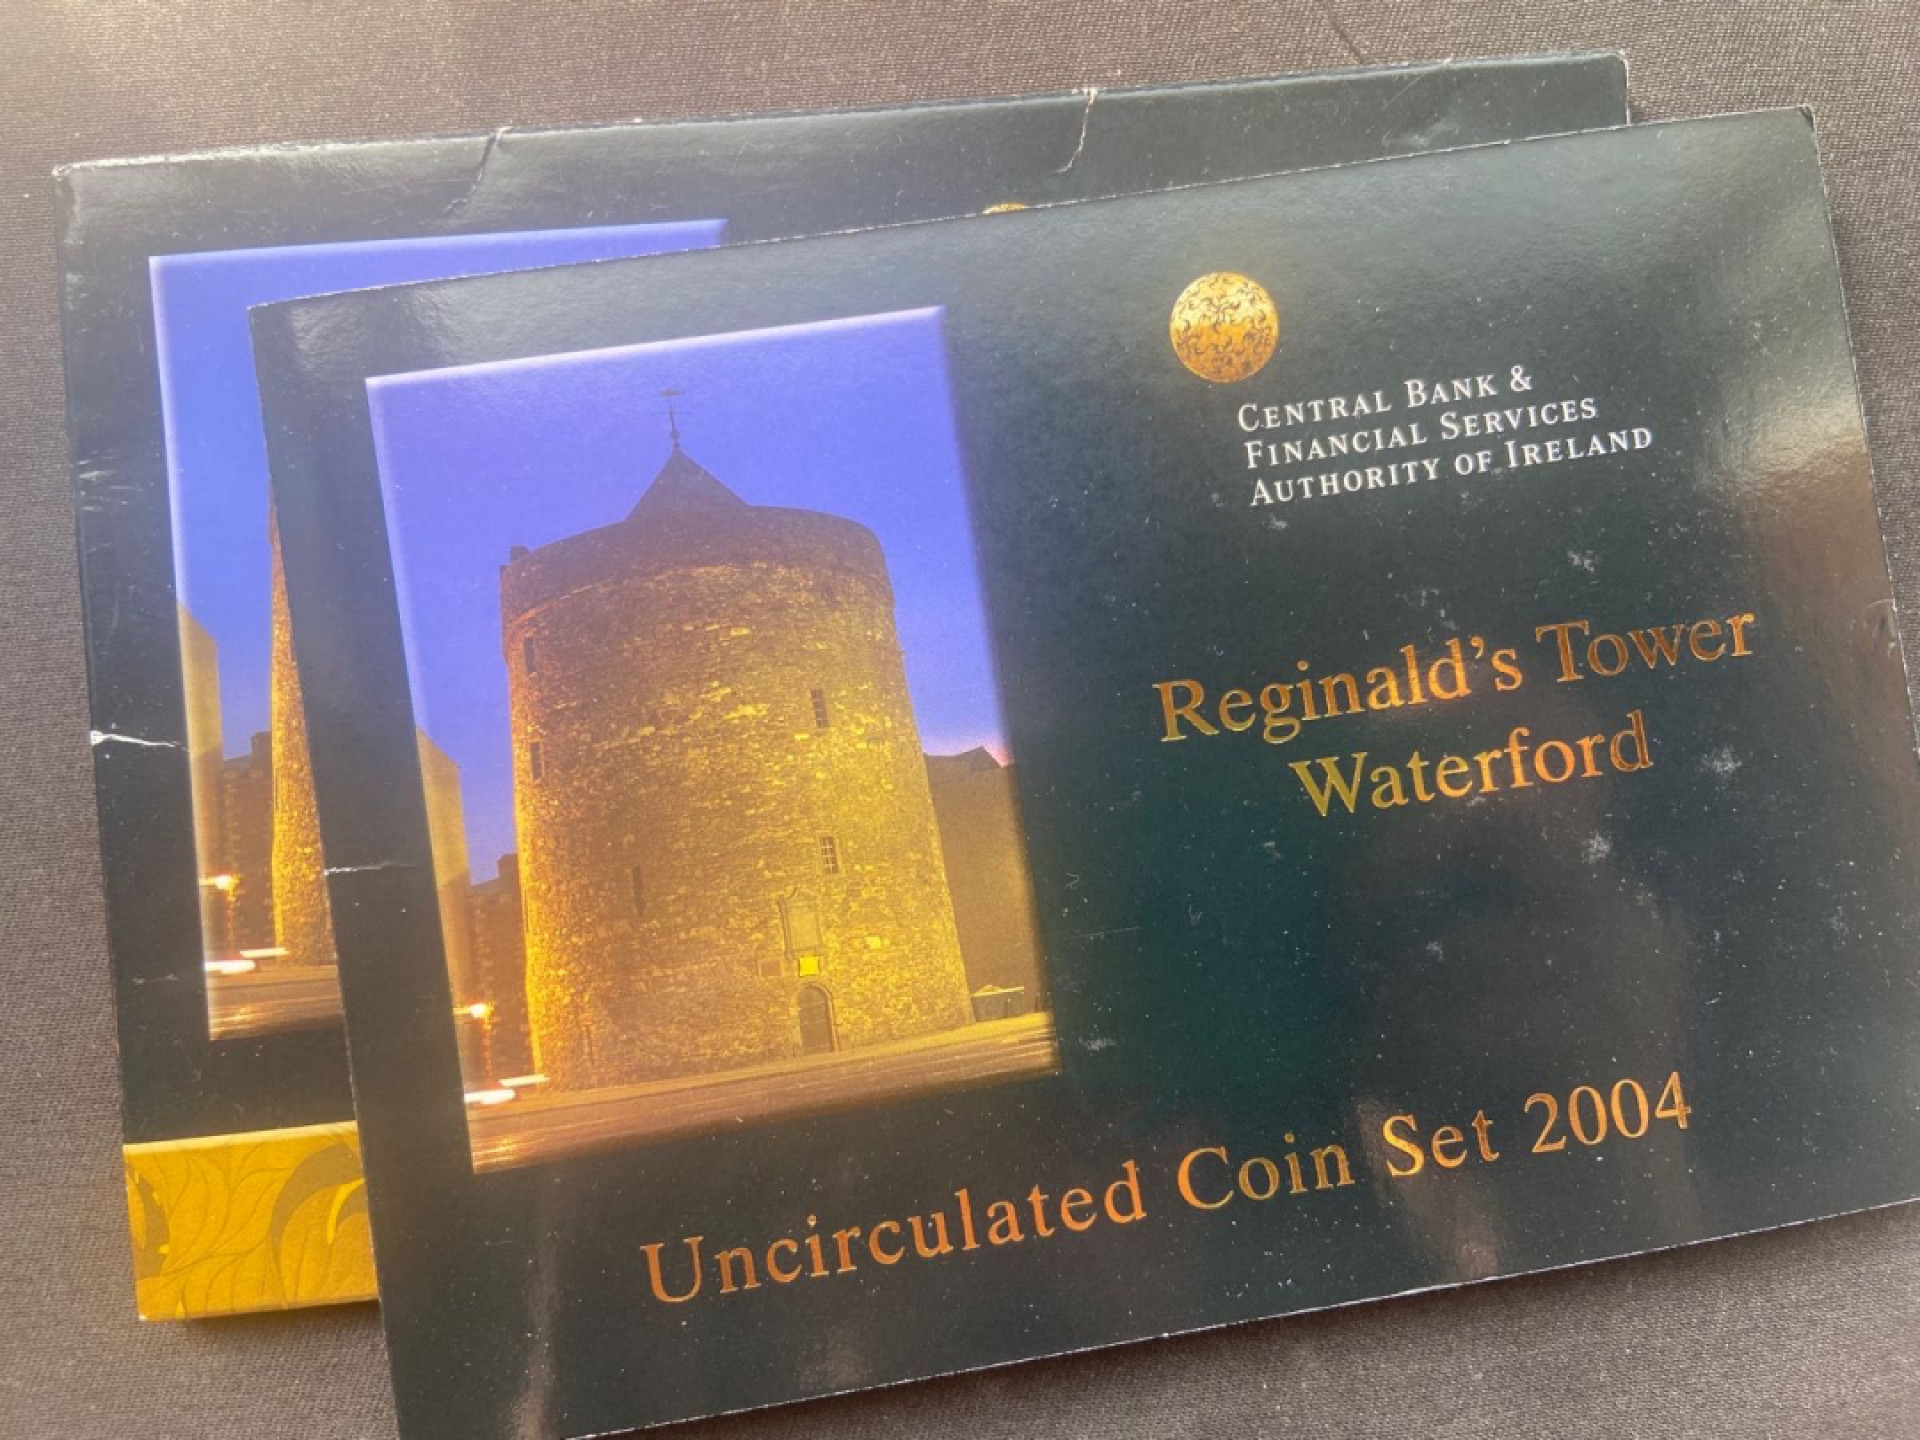 CENTRAL BANK &
FINANCIAL SERVICES
AUTHORITY OF IRELAND
Reginald's Tower
Waterford
Uncirculated Coin Set 2004